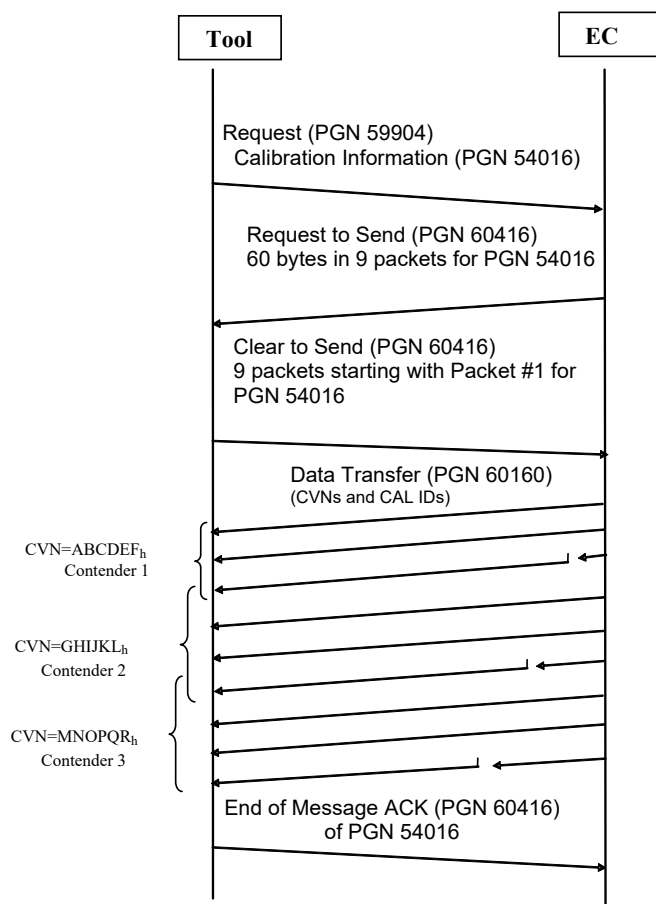 Tool
EC
Request (PGN 59904)
Calibration Information (PGN 54016)
Request to Send (PGN 60416)
60 bytes in 9 packets for PGN 54016
Clear to Send (PGN 60416)
9 packets starting with Packet #1 for
PGN 54016
Data Transfer (PGN 60160)
(CVNs and CAL IDs)
CVN=ABCDEFh
Contender 1
CVN=GHIJKLh
Contender 2
CVN=MNOPQRh
Contender 3
End of Message ACK (PGN 60416)
of PGN 54016